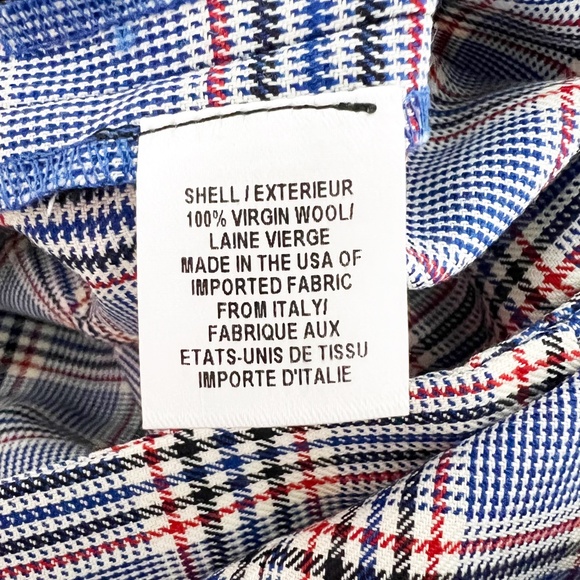 SHELL / EXTERIEUR
100% VIRGIN WOOL/
LAINE VIERGE
MADE IN THE USA OF
IMPORTED FABRIC
FROM ITALY/
FABRIQUE AUX
ETATS-UNIS DE TISSU
IMPORTE D'ITALIE